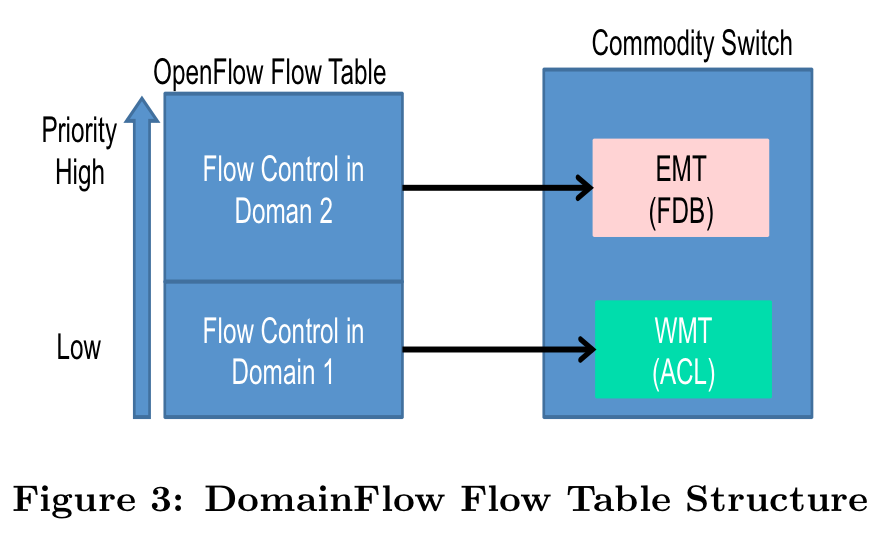 Commodity Switch
OpenFlow Flow Table
Priority
High
Flow Control in
Doman 2
EMT
(FDB)
Low
Flow Control in
Domain 1
WMT
(ACL)
Figure 3: DomainFlow Flow Table Structure